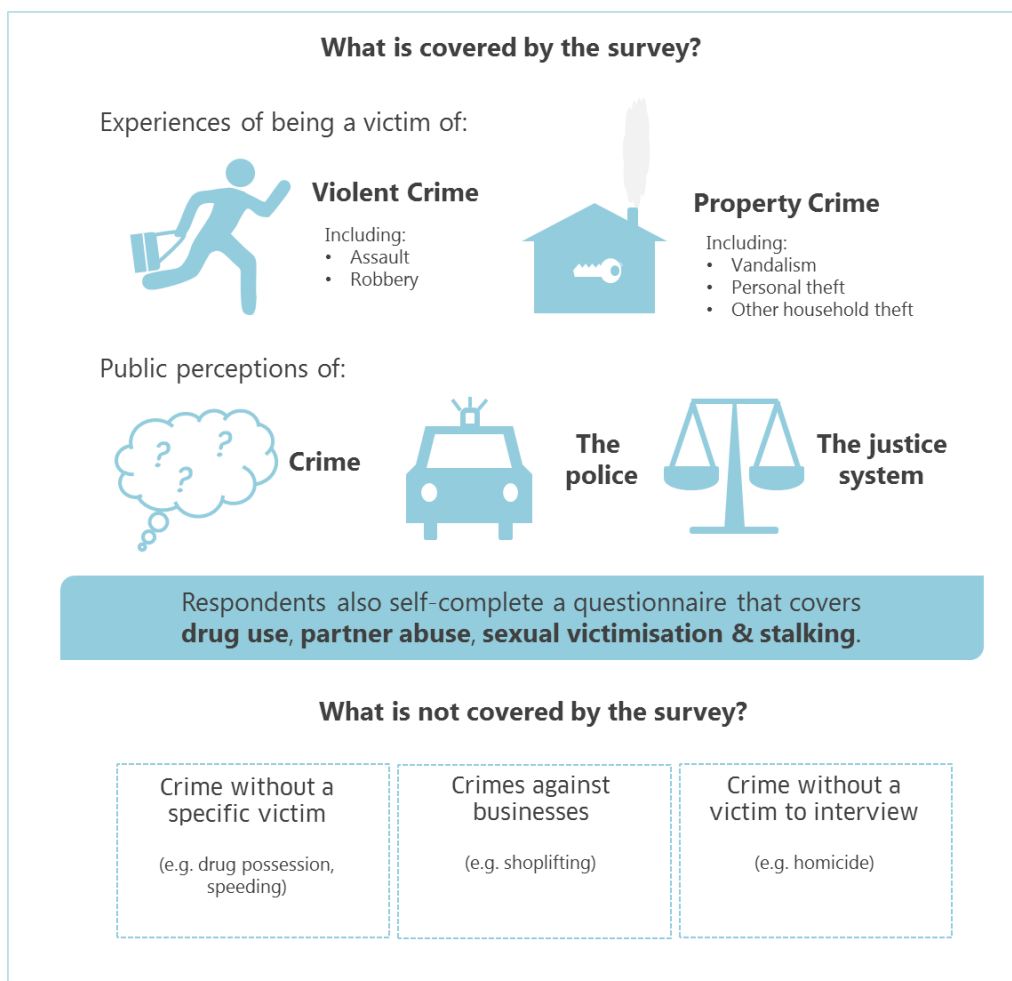 What is covered by the survey?
Experiences of being a victim of:
Violent Crime
Including:
• Assault
• Robbery
Property Crime
Including:
• Vandalism
• Personal theft
• Other household theft
Public perceptions of:
? ? ?
Crime
The
police
The justice
system
Respondents also self-complete a questionnaire that covers
drug use, partner abuse, sexual victimisation & stalking.
What is not covered by the survey?
Crime without a
specific victim
(e.g. drug possession,
speeding)
Crimes against
businesses
(e.g. shoplifting)
Crime without a
victim to interview
(e.g. homicide)